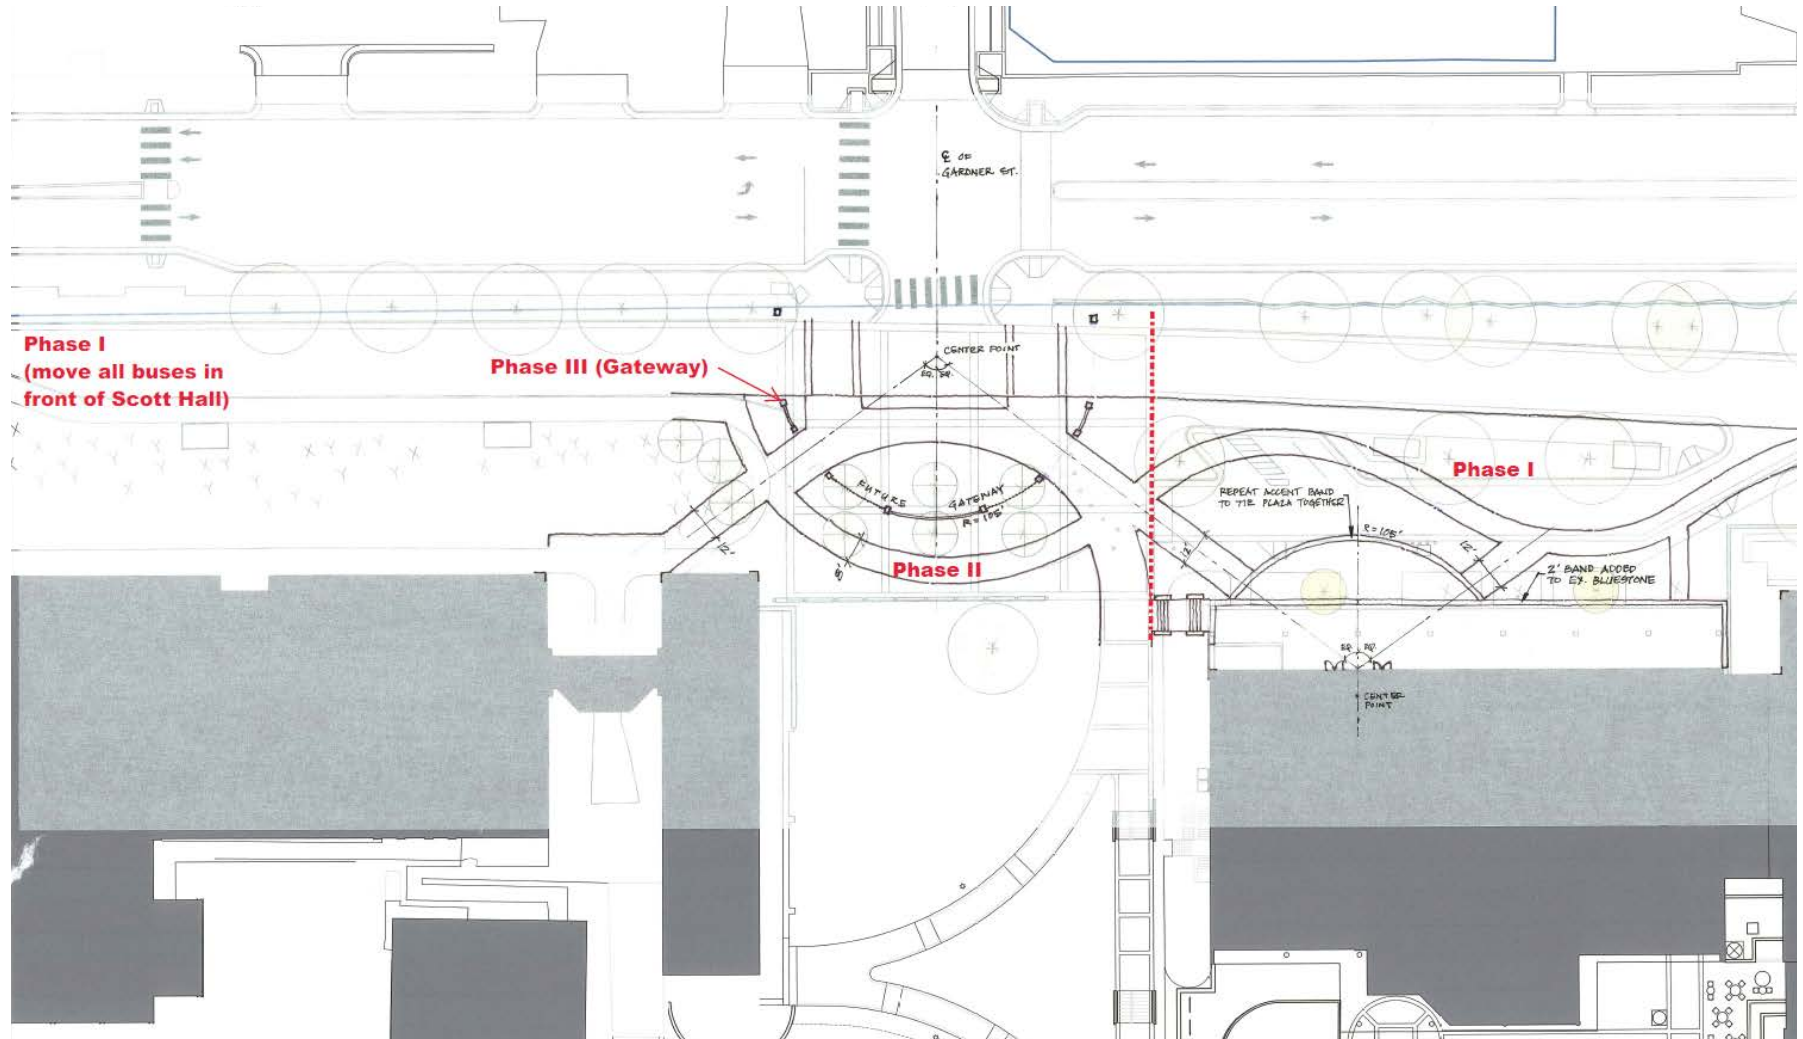 ℄ OF
GARDNER ST.
Phase I
(move all buses in
front of Scott Hall)
Phase III (Gateway)
CENTER POINT
EQ. EQ.
FUTURE GATEWAY
R=105'
12'
8'
Phase II
Phase I
REPEAT ACCENT BAND
TO TIE PLAZA TOGETHER
R=105'
12'
12'
2' BAND ADDED
TO EX. BLUESTONE
EQ. EQ.
CENTER
POINT